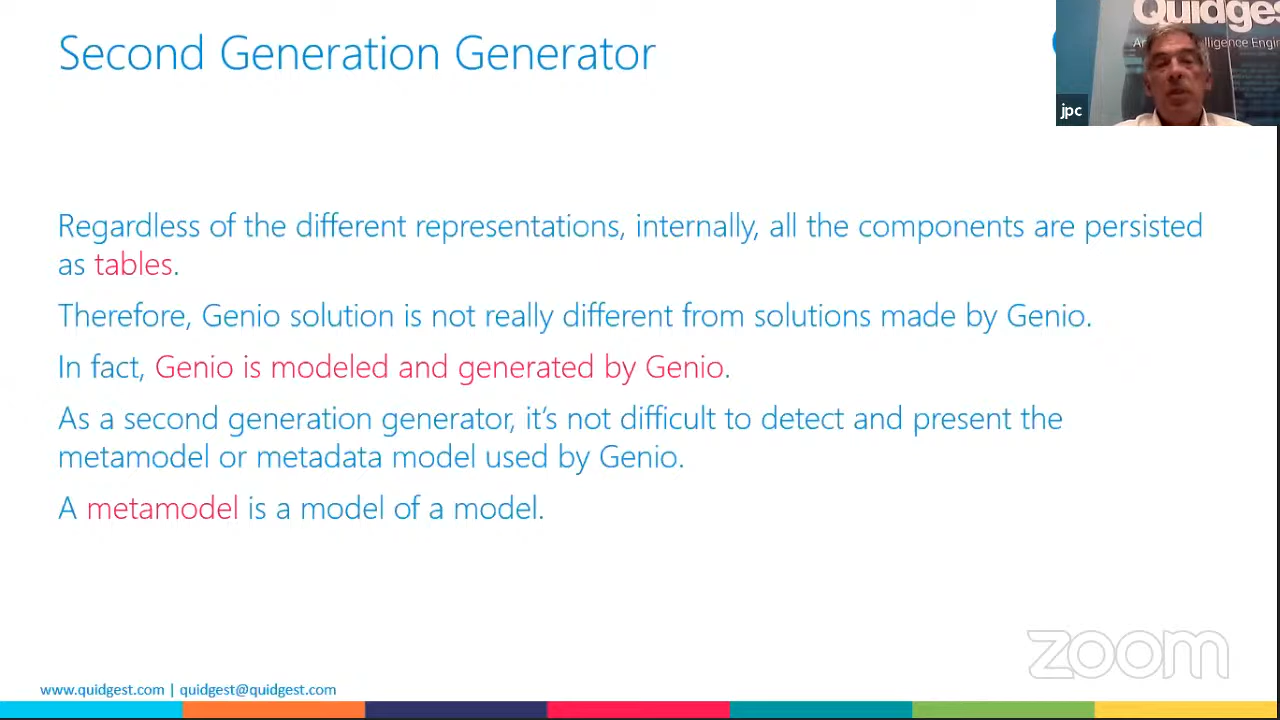 Second Generation Generator
Quidges
jpc
Regardless of the different representations, internally, all the components are persisted
as tables.
Therefore, Genio solution is not really different from solutions made by Genio.
In fact, Genio is modeled and generated by Genio.
As a second generation generator, it's not difficult to detect and present the
metamodel or metadata model used by Genio.
A metamodel is a model of a model.
zoom
www.quidgest.com | quidgest@quidgest.com